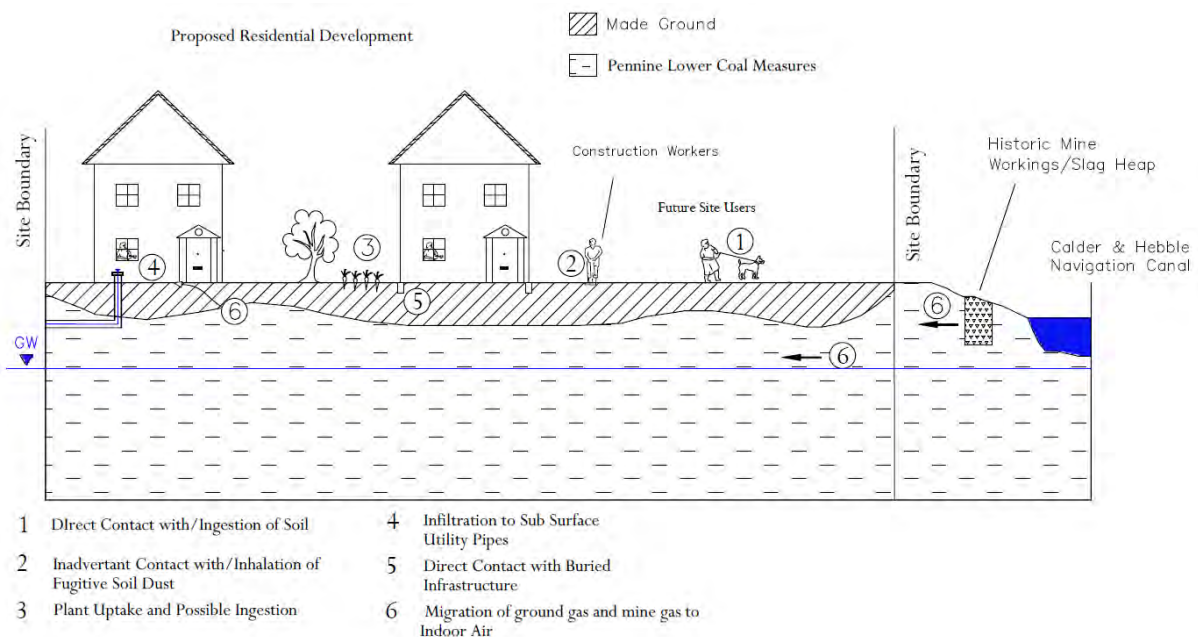 Proposed Residential Development
Made Ground
Pennine Lower Coal Measures
Site Boundary
Construction Workers
Future Site Users
Site Boundary
Historic Mine
Workings/Slag Heap
Calder & Hebble
Navigation Canal
1
2
3
4
5
6
6
6
GW
1 DIrect Contact with/Ingestion of Soil
2 Inadvertant Contact with/Inhalation of
Fugitive Soil Dust
3 Plant Uptake and Possible Ingestion
4 Infiltration to Sub Surface
Utility Pipes
5 Direct Contact with Buried
Infrastructure
6 Migration of ground gas and mine gas to
Indoor Air